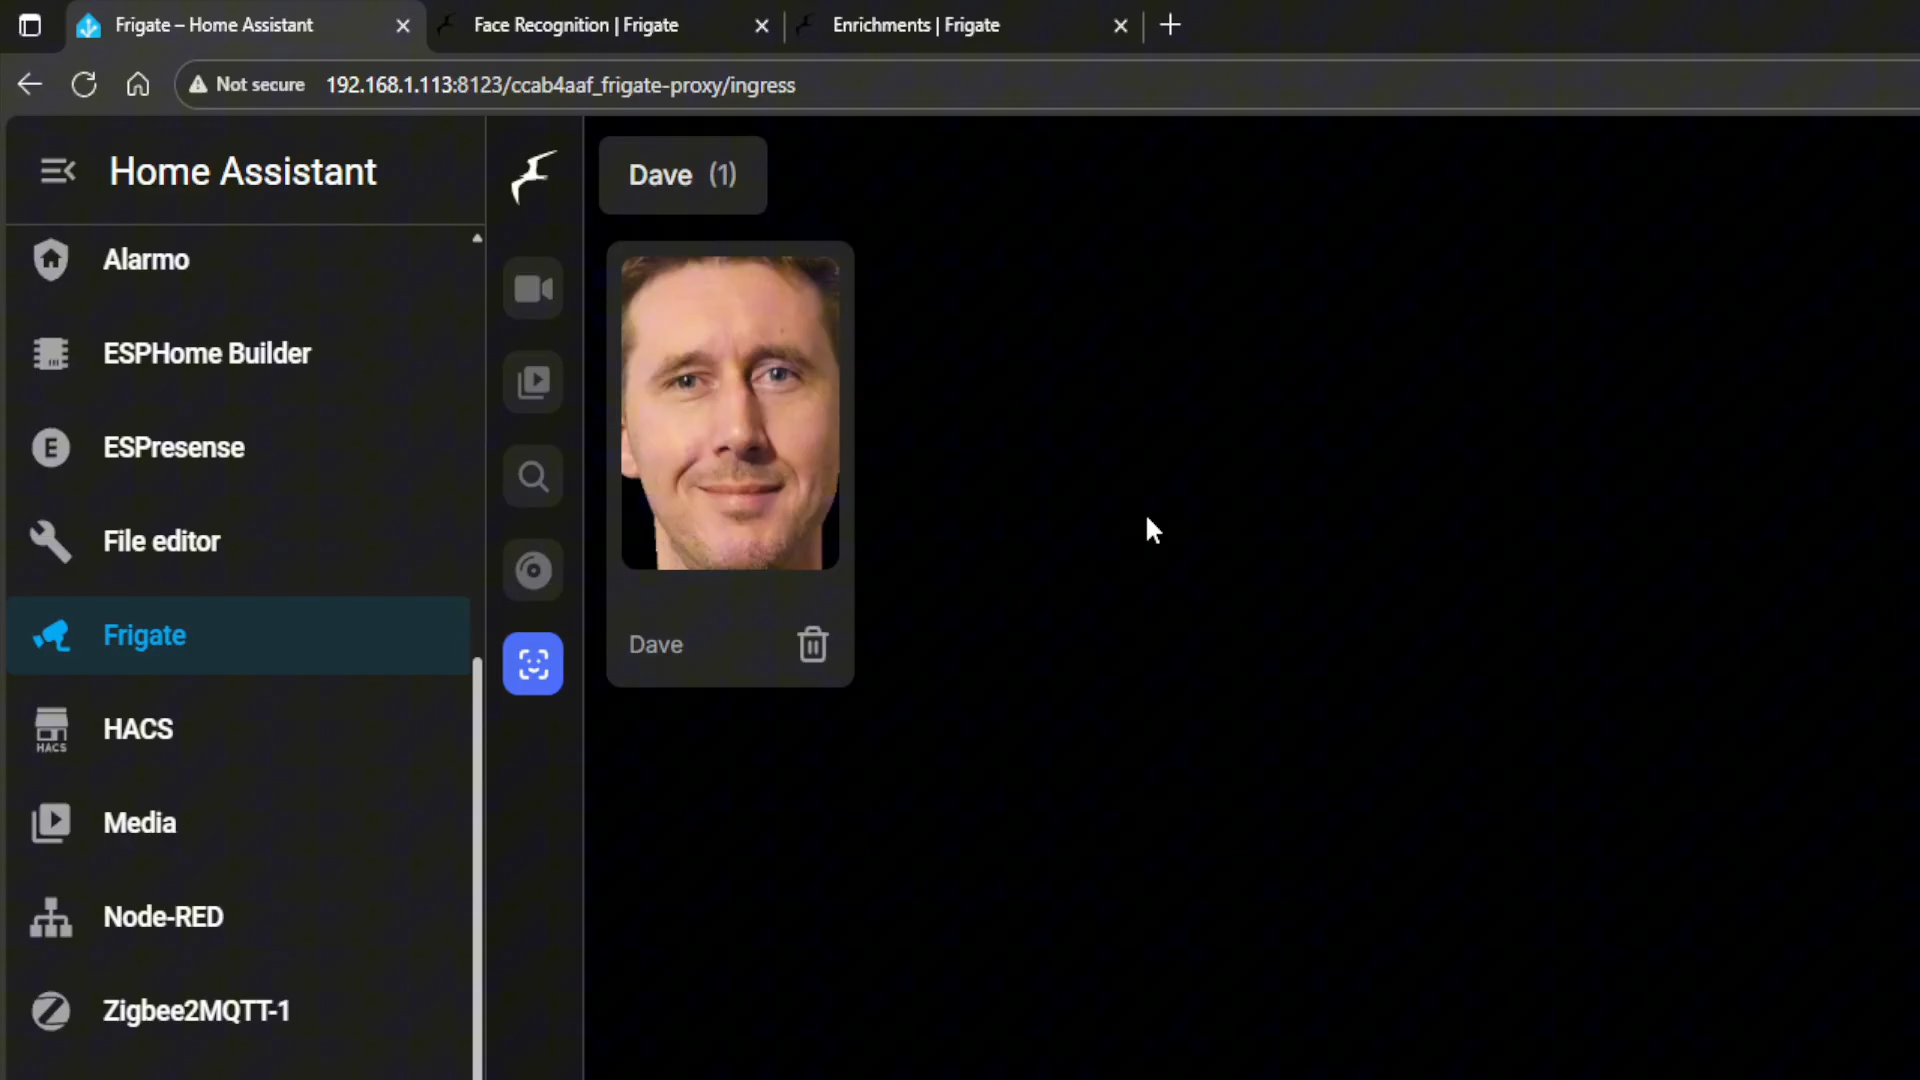 Frigate – Home Assistant
Face Recognition | Frigate
Enrichments | Frigate
Not secure 192.168.1.113:8123/ccab4aaf_frigate-proxy/ingress
Home Assistant
Dave (1)
Alarmo
ESPHome Builder
E ESPresense
File editor
Dave
Frigate
HACS HACS
Media
Node-RED
Zigbee2MQTT-1